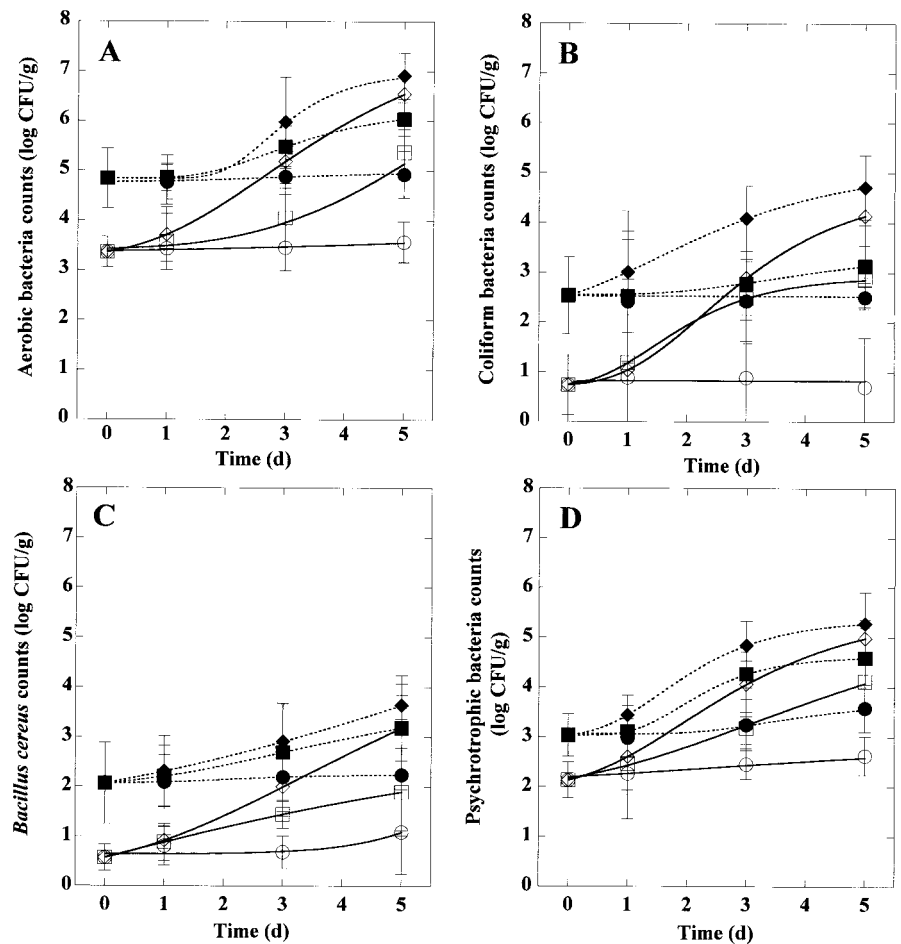 A
Aerobic bacteria counts (log CFU/g)
8
7
6
5
4
3
2
1
0
0 1 2 3 4 5
Time (d)
B
Coliform bacteria counts (log CFU/g)
8
7
6
5
4
3
2
1
0
0 1 2 3 4 5
Time (d)
C
Bacillus cereus counts (log CFU/g)
8
7
6
5
4
3
2
1
0
0 1 2 3 4 5
Time (d)
D
Psychrotrophic bacteria counts
(log CFU/g)
8
7
6
5
4
3
2
1
0
0 1 2 3 4 5
Time (d)